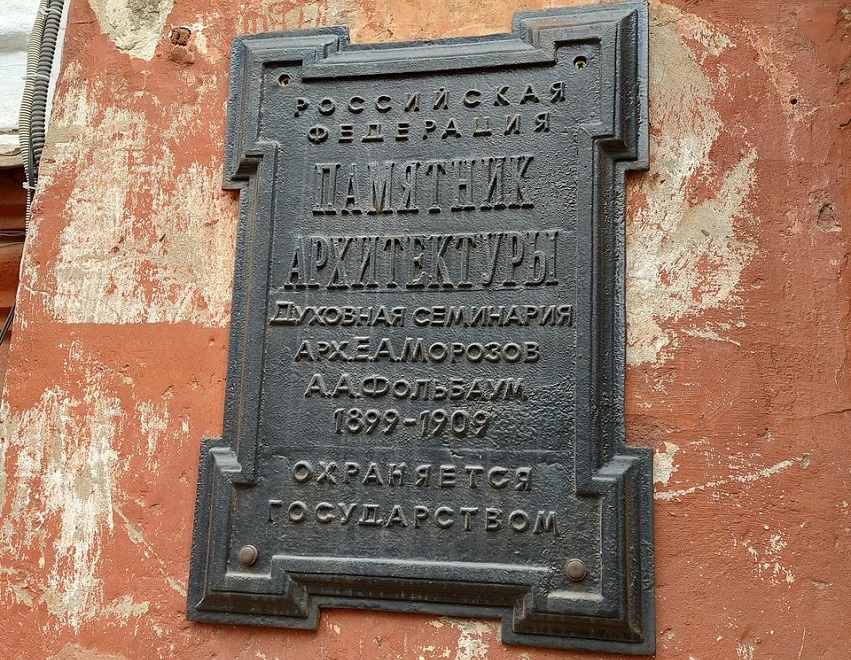 РОССИЙСКАЯ
ФЕДЕРАЦИЯ
ПАМЯТНИК
АРХИТЕКТУРЫ
ДУХОВНАЯ СЕМИНАРИЯ
АРХ.Е.А.МОРОЗОВ
А.А.ФОЛЬБАУМ
1899-1909
ОХРАНЯЕТСЯ
ГОСУДАРСТВОМ